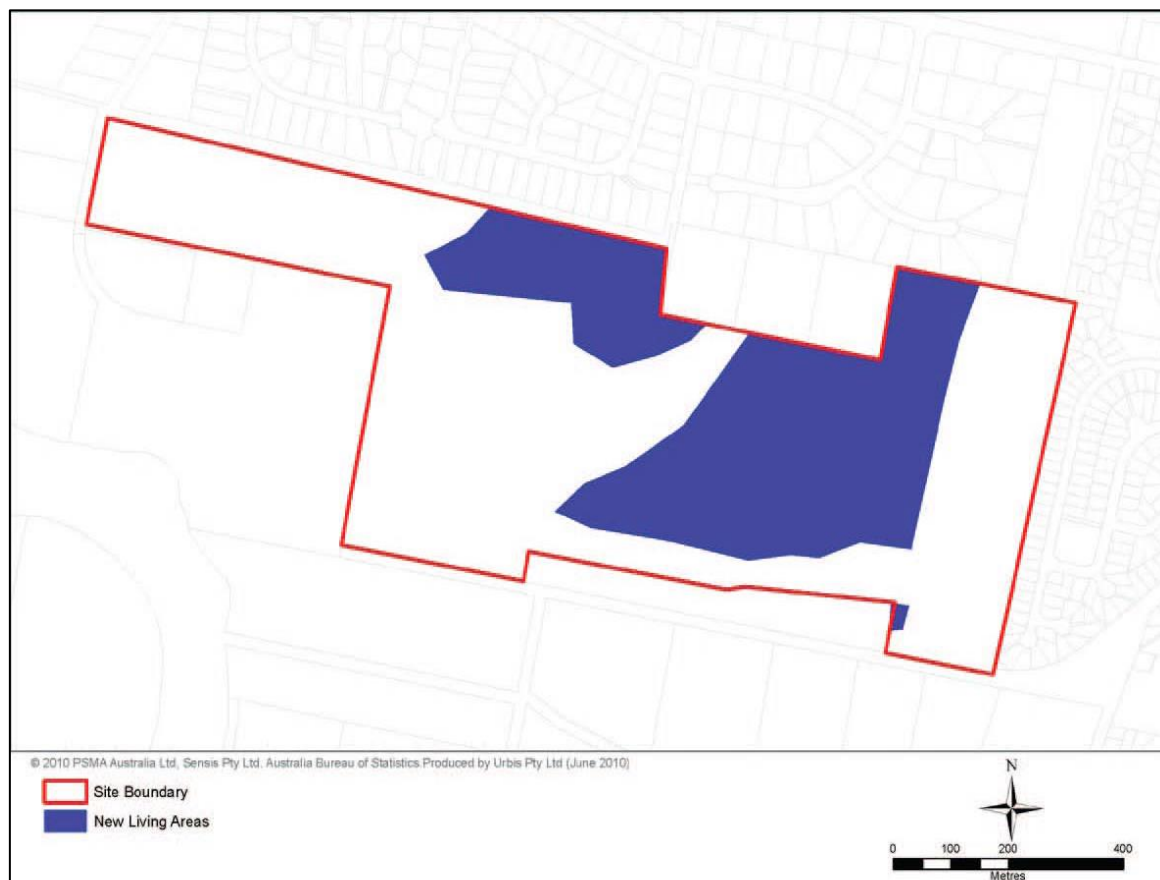 © 2010 PSMA Australia Ltd, Sensis Pty Ltd. Australia Bureau of Statistics Produced by Urbis Pty Ltd (June 2010)
Site Boundary
New Living Areas
N
0 100 200 400
Metres